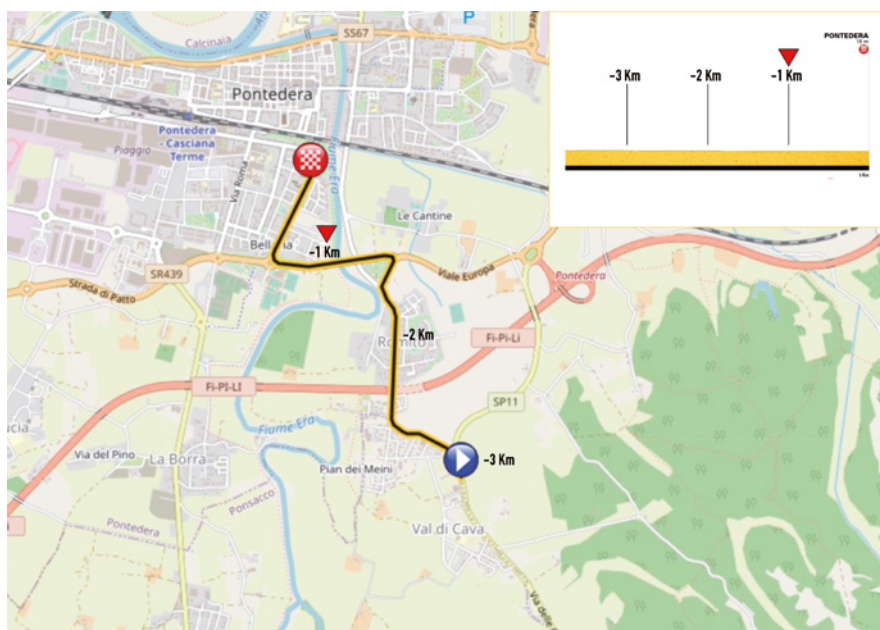 Calcinaia
SS67
P
PONTEDERA
-3 Km
-2 Km
-1 Km
Pontedera
Pontedera
- Casciana
Terme
Piaggio
Via Roma
Fiume Era
Le Cantine
-1 Km
SR439
Viale Europa
Pontedera
Strada di Patto
-2 Km
Romito
Fi-Pi-Li
FI-PI-LI
SP11
Fiume Era
Via del Pino
La Borra
Pian dei Meini
-3 Km
Ponsacco
Pontedera
Val di Cava